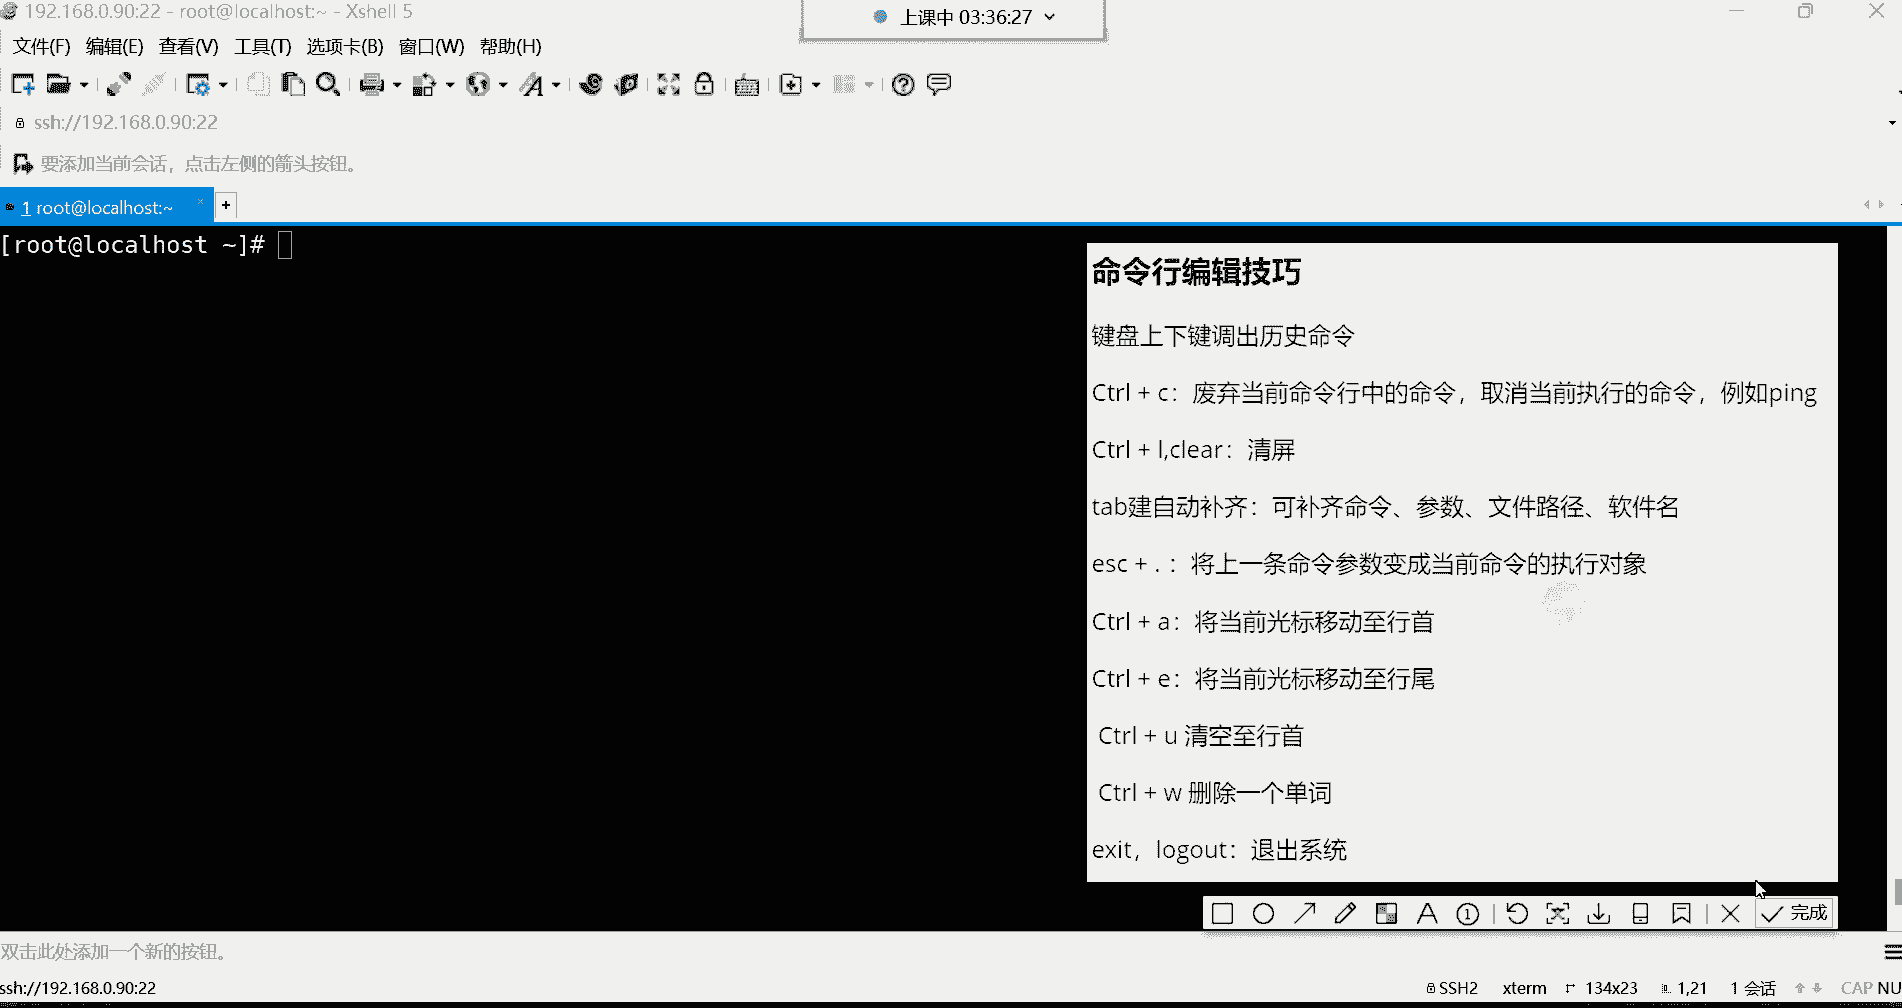 192.168.0.90:22 - root@localhost:~ - Xshell 5
上课中 03:36:27
文件(F) 编辑(E) 查看(V) 工具(T) 选项卡(B) 窗口(W) 帮助(H)
ssh://192.168.0.90:22
要添加当前会话，点击左侧的箭头按钮。
1 root@localhost:~
[root@localhost ~]#
命令行编辑技巧
键盘上下键调出历史命令
Ctrl + c：废弃当前命令行中的命令，取消当前执行的命令，例如ping
Ctrl + l,clear：清屏
tab建自动补齐：可补齐命令、参数、文件路径、软件名
esc + . ：将上一条命令参数变成当前命令的执行对象
Ctrl + a：将当前光标移动至行首
Ctrl + e：将当前光标移动至行尾
Ctrl + u 清空至行首
Ctrl + w 删除一个单词
exit，logout：退出系统
完成
双击此处添加一个新的按钮。
ssh://192.168.0.90:22 SSH2 xterm 134x23 1,21 1 会话 CAP NU